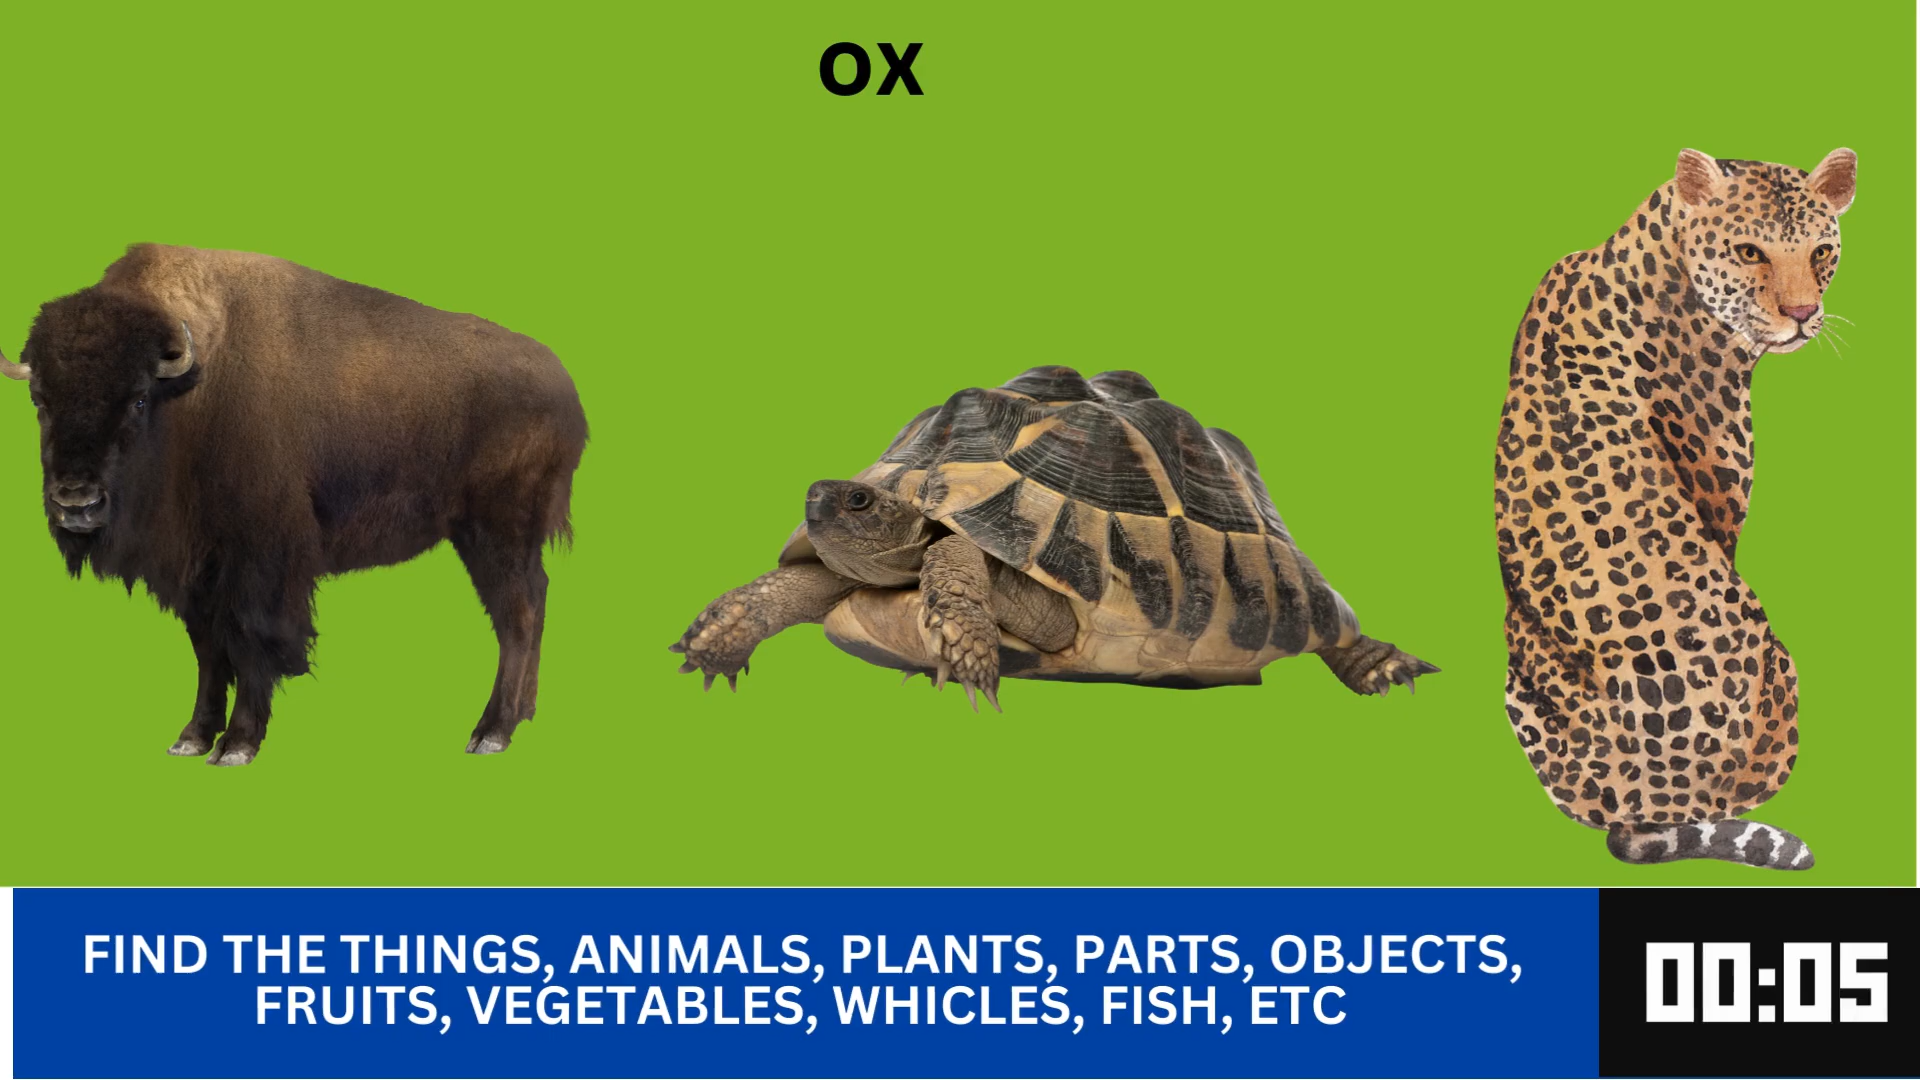 OX
FIND THE THINGS, ANIMALS, PLANTS, PARTS, OBJECTS,
FRUITS, VEGETABLES, WHICLES, FISH, ETC
00:05